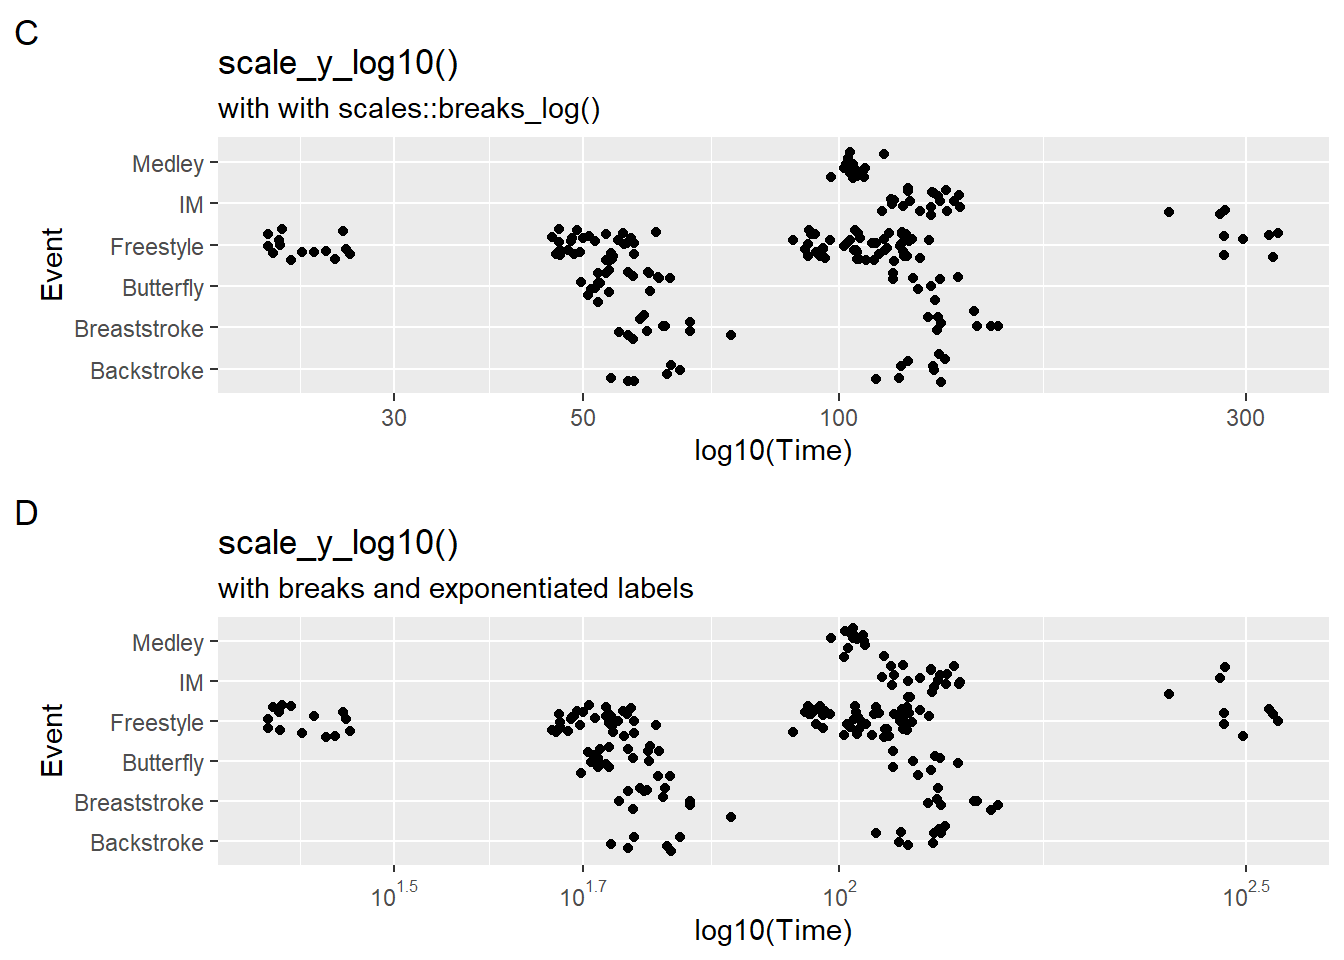 C
scale_y_log10()
with with scales::breaks_log()
Medley
IM
Freestyle
Butterfly
Breaststroke
Backstroke
Event
30 50 100 300
log10(Time)
D
scale_y_log10()
with breaks and exponentiated labels
Medley
IM
Freestyle
Butterfly
Breaststroke
Backstroke
Event
10^1.5 10^1.7 10^2 10^2.5
log10(Time)